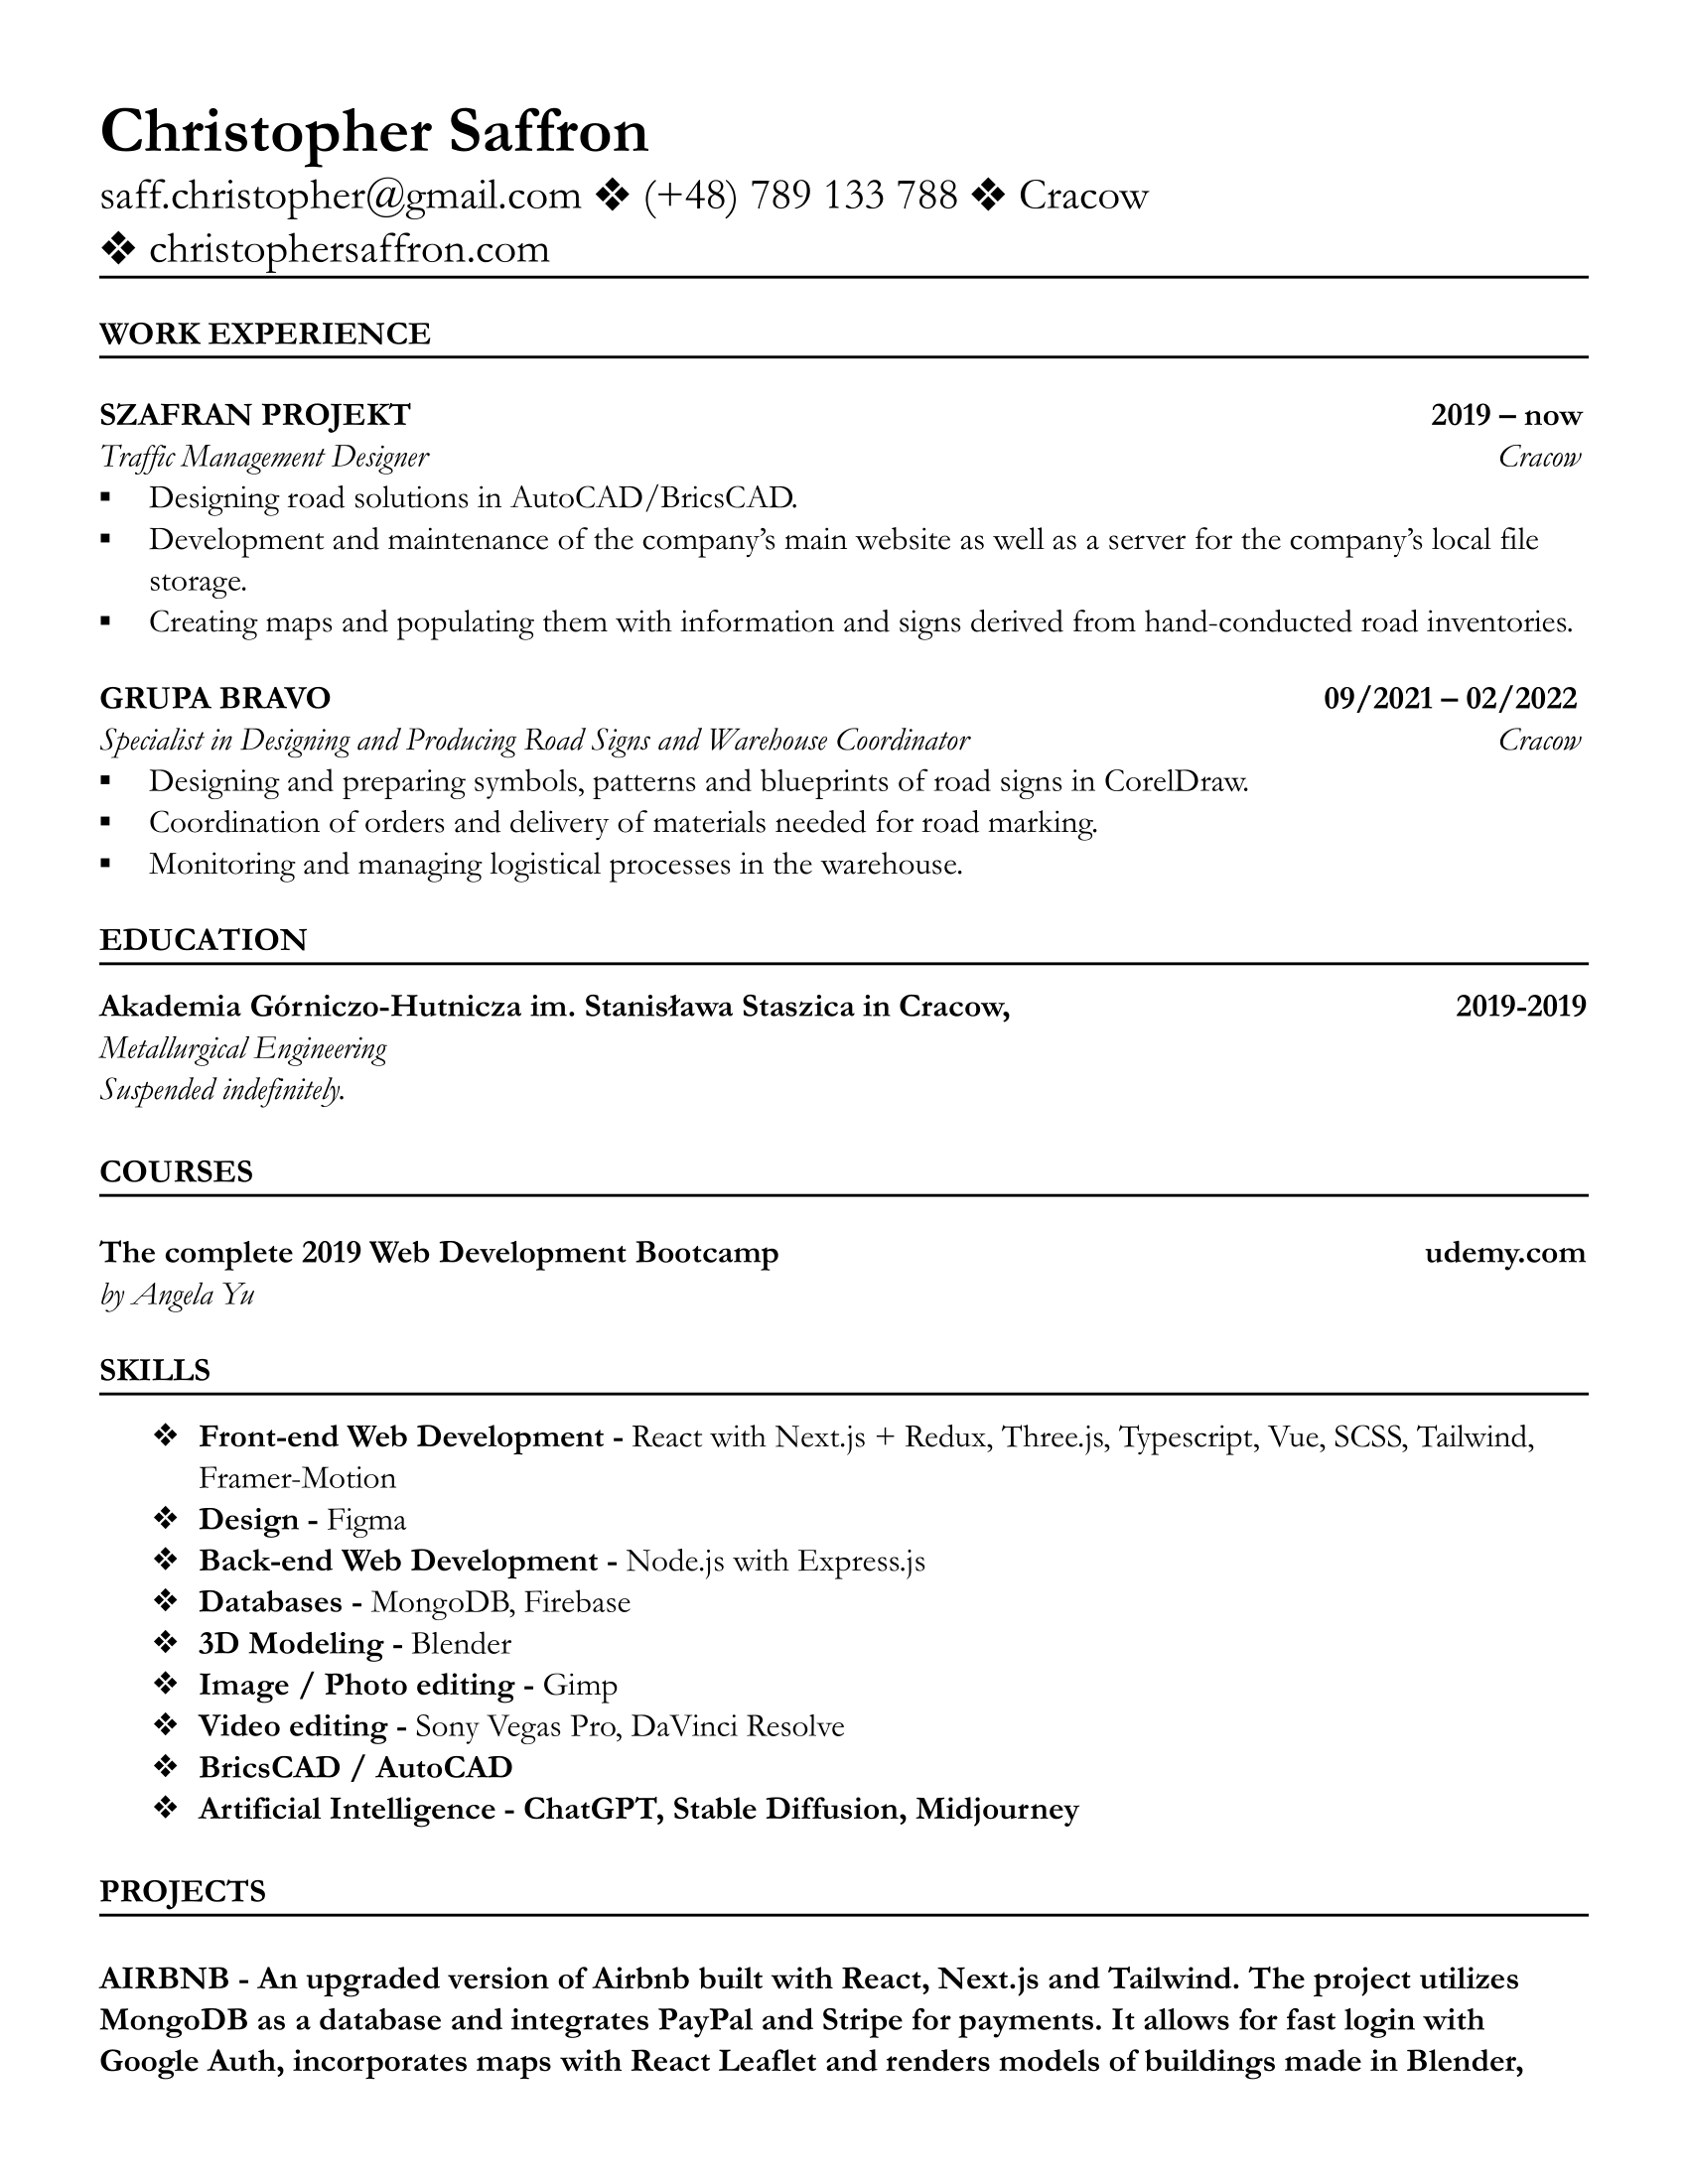 Christopher Saffron
saff.christopher@gmail.com ❖ (+48) 789 133 788 ❖ Cracow
❖ christophersaffron.com
WORK EXPERIENCE
SZAFRAN PROJEKT 2019 – now
Traffic Management Designer Cracow
▪ Designing road solutions in AutoCAD/BricsCAD.
▪ Development and maintenance of the company’s main website as well as a server for the company’s local file
storage.
▪ Creating maps and populating them with information and signs derived from hand-conducted road inventories.
GRUPA BRAVO 09/2021 – 02/2022
Specialist in Designing and Producing Road Signs and Warehouse Coordinator Cracow
▪ Designing and preparing symbols, patterns and blueprints of road signs in CorelDraw.
▪ Coordination of orders and delivery of materials needed for road marking.
▪ Monitoring and managing logistical processes in the warehouse.
EDUCATION
Akademia Górniczo-Hutnicza im. Stanisława Staszica in Cracow, 2019-2019
Metallurgical Engineering
Suspended indefinitely.
COURSES
The complete 2019 Web Development Bootcamp udemy.com
by Angela Yu
SKILLS
❖ Front-end Web Development - React with Next.js + Redux, Three.js, Typescript, Vue, SCSS, Tailwind,
Framer-Motion
❖ Design - Figma
❖ Back-end Web Development - Node.js with Express.js
❖ Databases - MongoDB, Firebase
❖ 3D Modeling - Blender
❖ Image / Photo editing - Gimp
❖ Video editing - Sony Vegas Pro, DaVinci Resolve
❖ BricsCAD / AutoCAD
❖ Artificial Intelligence - ChatGPT, Stable Diffusion, Midjourney
PROJECTS
AIRBNB - An upgraded version of Airbnb built with React, Next.js and Tailwind. The project utilizes
MongoDB as a database and integrates PayPal and Stripe for payments. It allows for fast login with
Google Auth, incorporates maps with React Leaflet and renders models of buildings made in Blender,